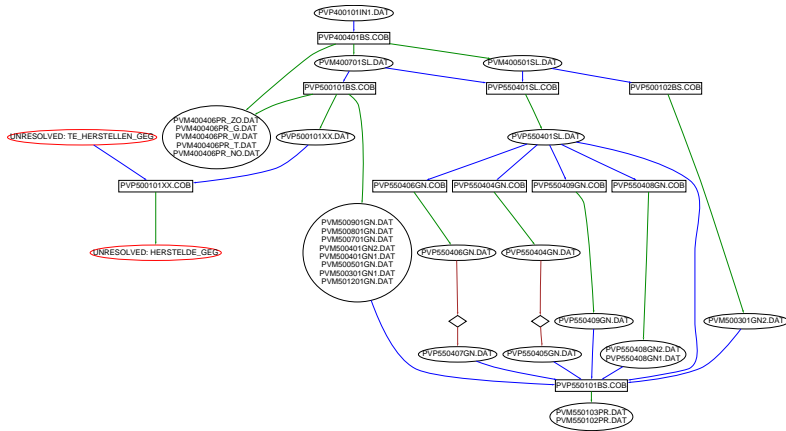 PVP400101IN1.DAT
PVP400401BS.COB
PVM400701SL.DAT
PVM400501SL.DAT
PVP500101BS.COB
PVP550401SL.COB
PVP500102BS.COB
PVM400406PR_ZO.DAT
PVM400406PR_G.DAT
PVM400406PR_W.DAT
PVM400406PR_T.DAT
PVM400406PR_NO.DAT
UNRESOLVED: TE_HERSTELLEN_GEG
PVP500101XX.DAT
PVP550401SL.DAT
PVP500101XX.COB
PVP550406GN.COB
PVP550404GN.COB
PVP550409GN.COB
PVP550408GN.COB
PVM500901GN.DAT
PVM500801GN.DAT
PVM500701GN.DAT
PVM500401GN2.DAT
PVM500401GN1.DAT
PVM500501GN.DAT
PVM500301GN1.DAT
PVM501201GN.DAT
UNRESOLVED: HERSTELDE_GEG
PVP550406GN.DAT
PVP550404GN.DAT
PVP550409GN.DAT
PVM500301GN2.DAT
PVP550407GN.DAT
PVP550405GN.DAT
PVP550408GN2.DAT
PVP550408GN1.DAT
PVP550101BS.COB
PVM550103PR.DAT
PVM550102PR.DAT